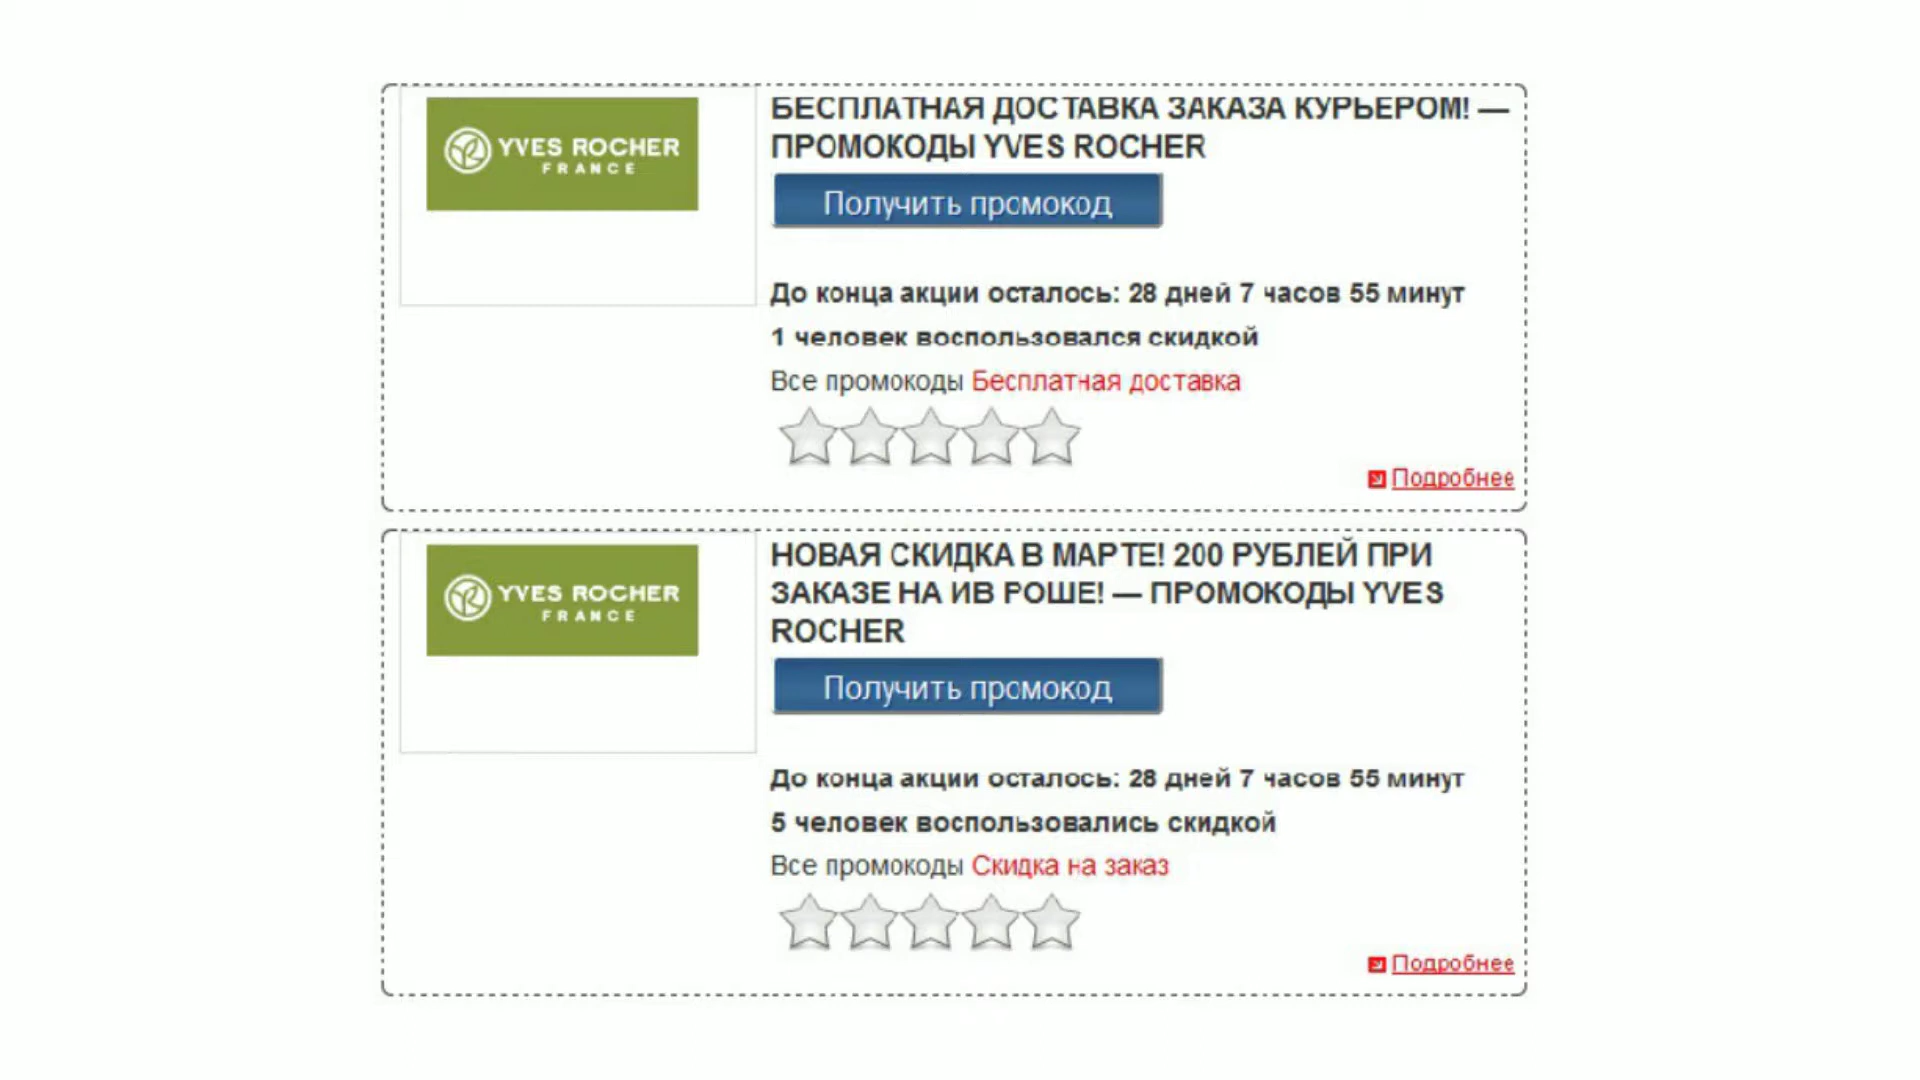 YVES ROCHER
FRANCE
БЕСПЛАТНАЯ ДОСТАВКА ЗАКАЗА КУРЬЕРОМ! —
ПРОМОКОДЫ YVES ROCHER
Получить промокод
До конца акции осталось: 28 дней 7 часов 55 минут
1 человек воспользовался скидкой
Все промокоды Бесплатная доставка
Подробнее
YVES ROCHER
FRANCE
НОВАЯ СКИДКА В МАРТЕ! 200 РУБЛЕЙ ПРИ
ЗАКАЗЕ НА ИВ РОШЕ! — ПРОМОКОДЫ YVES
ROCHER
Получить промокод
До конца акции осталось: 28 дней 7 часов 55 минут
5 человек воспользовались скидкой
Все промокоды Скидка на заказ
Подробнее